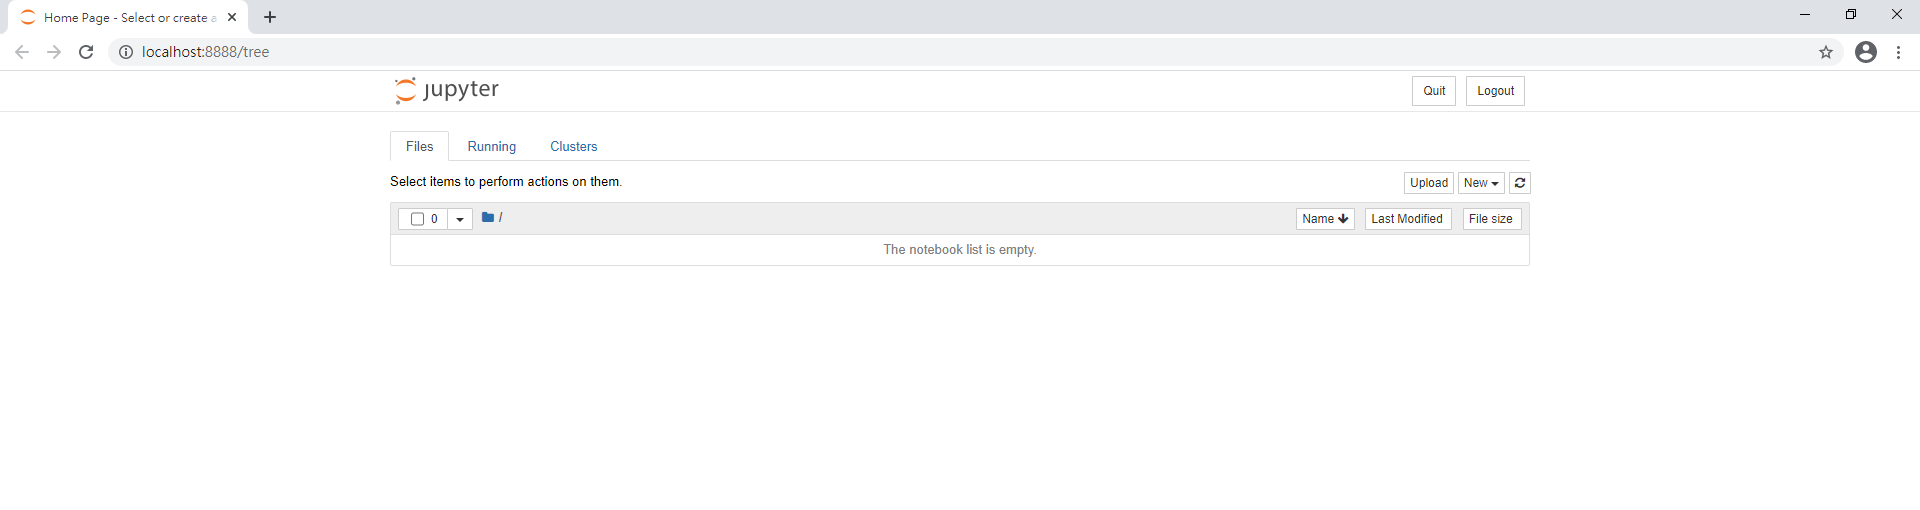 Home Page - Select or create a
localhost:8888/tree
jupyter
Quit Logout
Files Running Clusters
Select items to perform actions on them.
Upload New
0 / Name Last Modified File size
The notebook list is empty.